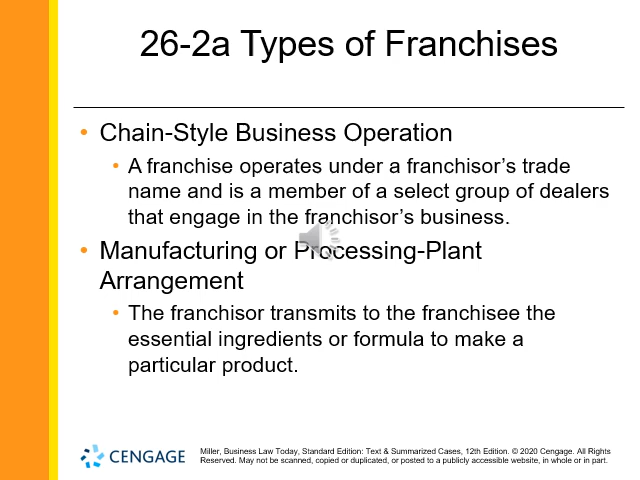 26-2a Types of Franchises
• Chain-Style Business Operation
• A franchise operates under a franchisor's trade
name and is a member of a select group of dealers
that engage in the franchisor's business.
• Manufacturing or Processing-Plant
Arrangement
• The franchisor transmits to the franchisee the
essential ingredients or formula to make a
particular product.
CENGAGE
Miller, Business Law Today, Standard Edition: Text & Summarized Cases, 12th Edition. © 2020 Cengage. All Rights
Reserved. May not be scanned, copied or duplicated, or posted to a publicly accessible website, in whole or in part.